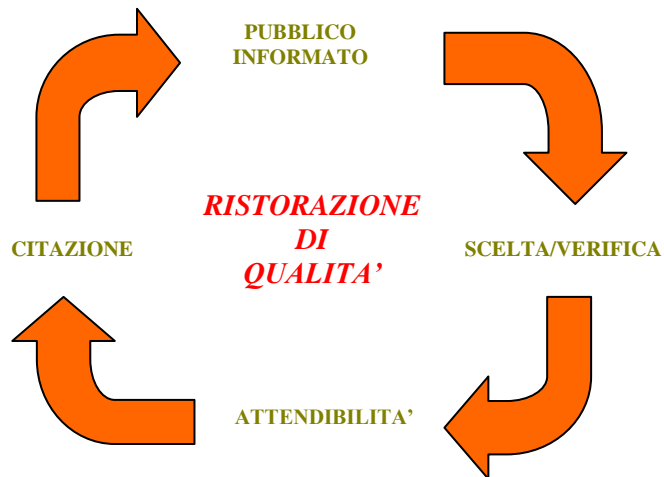 PUBBLICO
INFORMATO
RISTORAZIONE
DI
QUALITA’
CITAZIONE
SCELTA/VERIFICA
ATTENDIBILITA’